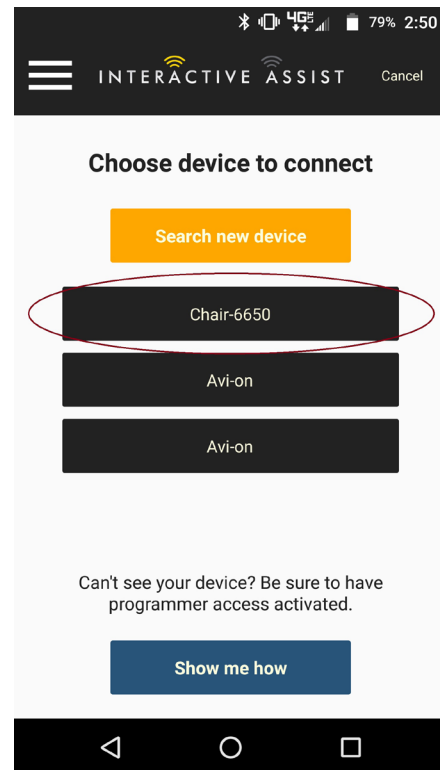 4GE 79% 2:50
INTERACTIVE ASSIST Cancel
Choose device to connect
Search new device
Chair-6650
Avi-on
Avi-on
Can't see your device? Be sure to have
programmer access activated.
Show me how